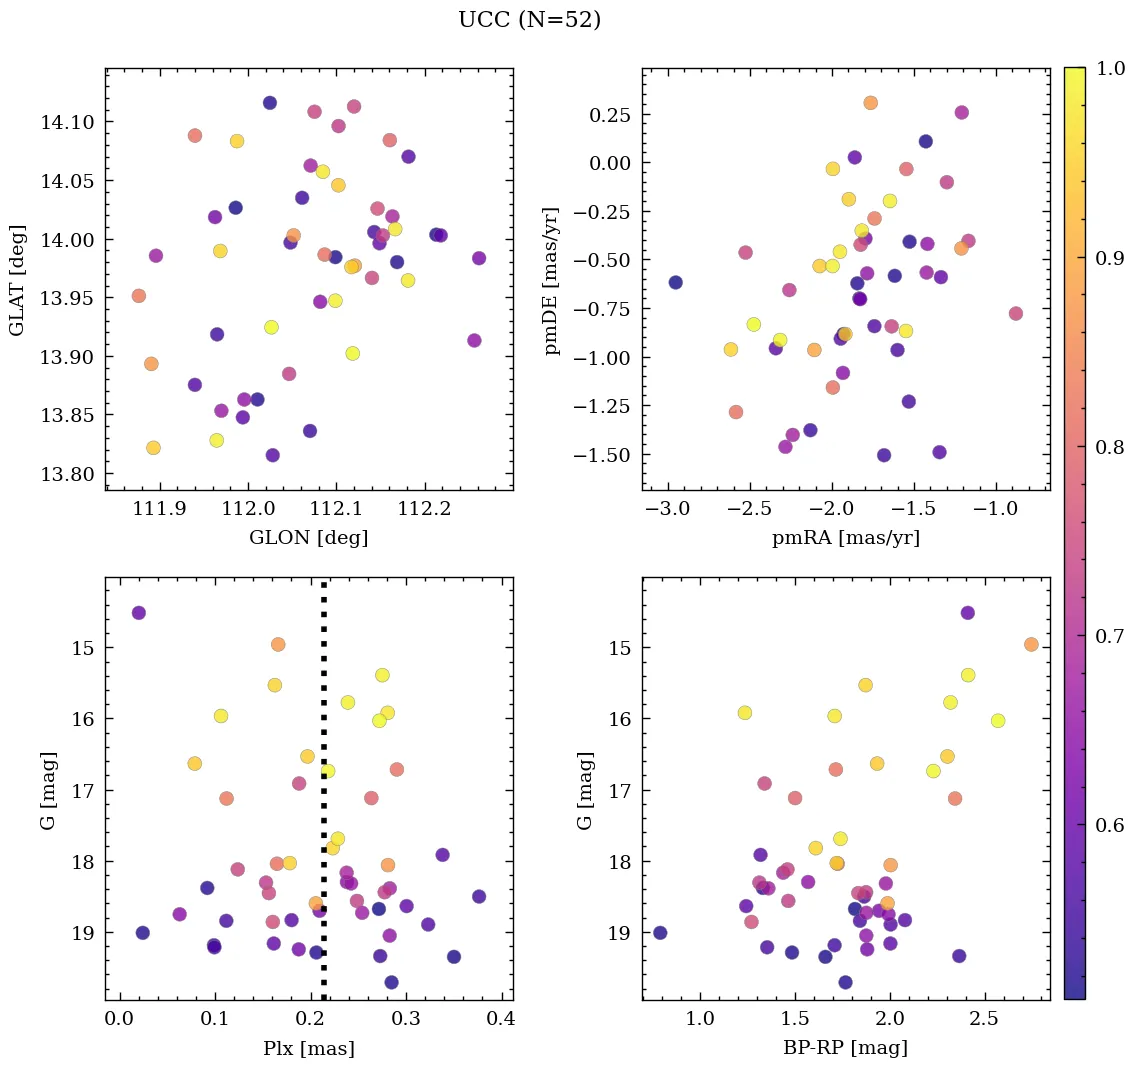 UCC (N=52)
14.10
14.05
14.00
13.95
13.90
13.85
13.80
GLAT [deg]
111.9 112.0 112.1 112.2
GLON [deg]
0.25
0.00
−0.25
−0.50
−0.75
−1.00
−1.25
−1.50
pmDE [mas/yr]
−3.0 −2.5 −2.0 −1.5 −1.0
pmRA [mas/yr]
15
16
17
18
19
G [mag]
0.0 0.1 0.2 0.3 0.4
Plx [mas]
15
16
17
18
19
G [mag]
1.0 1.5 2.0 2.5
BP-RP [mag]
1.0
0.9
0.8
0.7
0.6